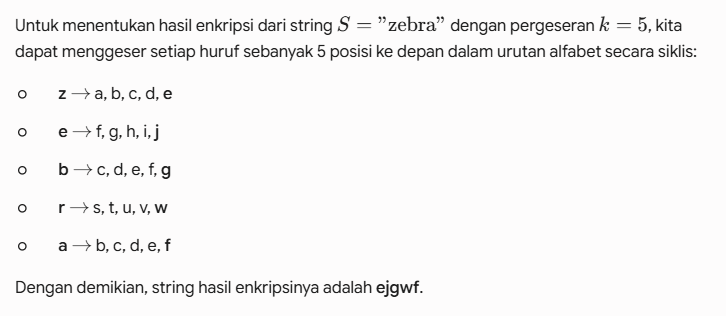 Untuk menentukan hasil enkripsi dari string S = "zebra" dengan pergeseran k = 5, kita
dapat menggeser setiap huruf sebanyak 5 posisi ke depan dalam urutan alfabet secara siklis:
○ z → a, b, c, d, e
○ e → f, g, h, i, j
○ b → c, d, e, f, g
○ r → s, t, u, v, w
○ a → b, c, d, e, f
Dengan demikian, string hasil enkripsinya adalah ejgwf.